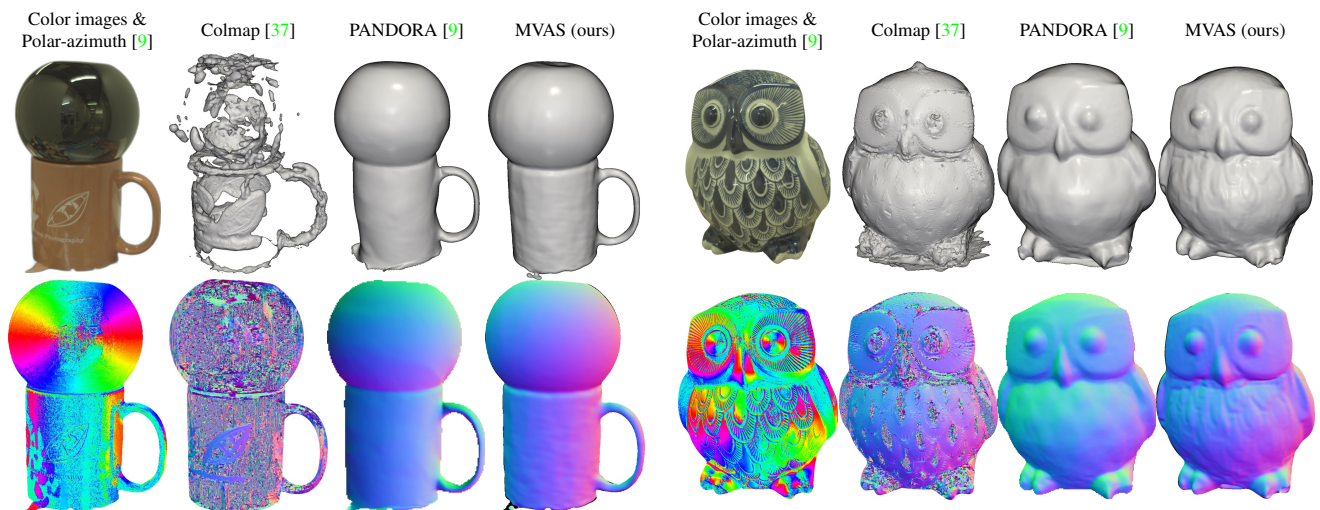 Color images &
Polar-azimuth [9]
Colmap [37]
PANDORA [9]
MVAS (ours)
Color images &
Polar-azimuth [9]
Colmap [37]
PANDORA [9]
MVAS (ours)
Photography